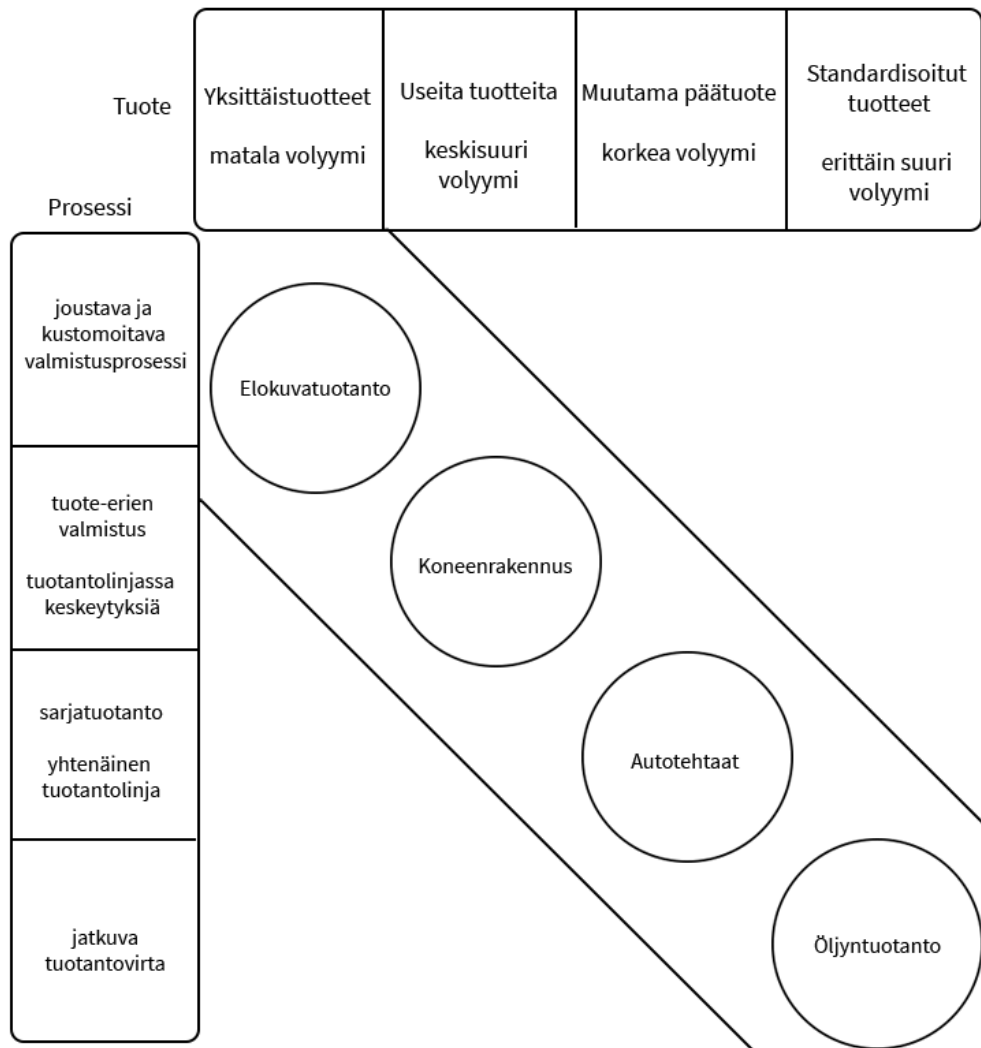 Tuote
Yksittäistuotteet
matala volyymi
Useita tuotteita
keskisuuri
volyymi
Muutama päätuote
korkea volyymi
Standardisoitut
tuotteet
erittäin suuri
volyymi
Prosessi
joustava ja
kustomoitava
valmistusprosessi
Elokuvatuotanto
tuote-erien
valmistus
tuotantolinjassa
keskeytyksiä
Koneenrakennus
sarjatuotanto
yhtenäinen
tuotantolinja
Autotehtaat
jatkuva
tuotantovirta
Öljyntuotanto